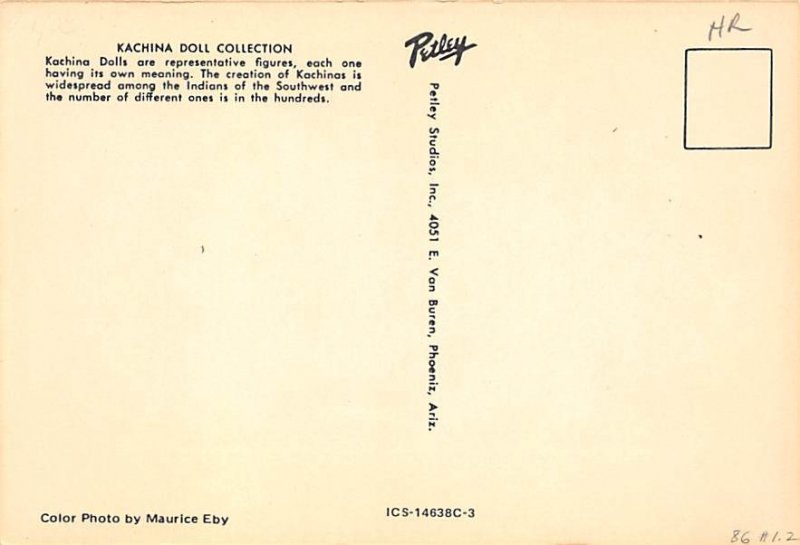 KACHINA DOLL COLLECTION
Kachina Dolls are representative figures, each one
having its own meaning. The creation of Kachinas is
widespread among the Indians of the Southwest and
the number of different ones is in the hundreds.
Petley
Petley Studios, Inc., 4051 E. Van Buren, Phoeniz, Ariz.
HR
Color Photo by Maurice Eby
ICS-14638C-3
86 #1.2